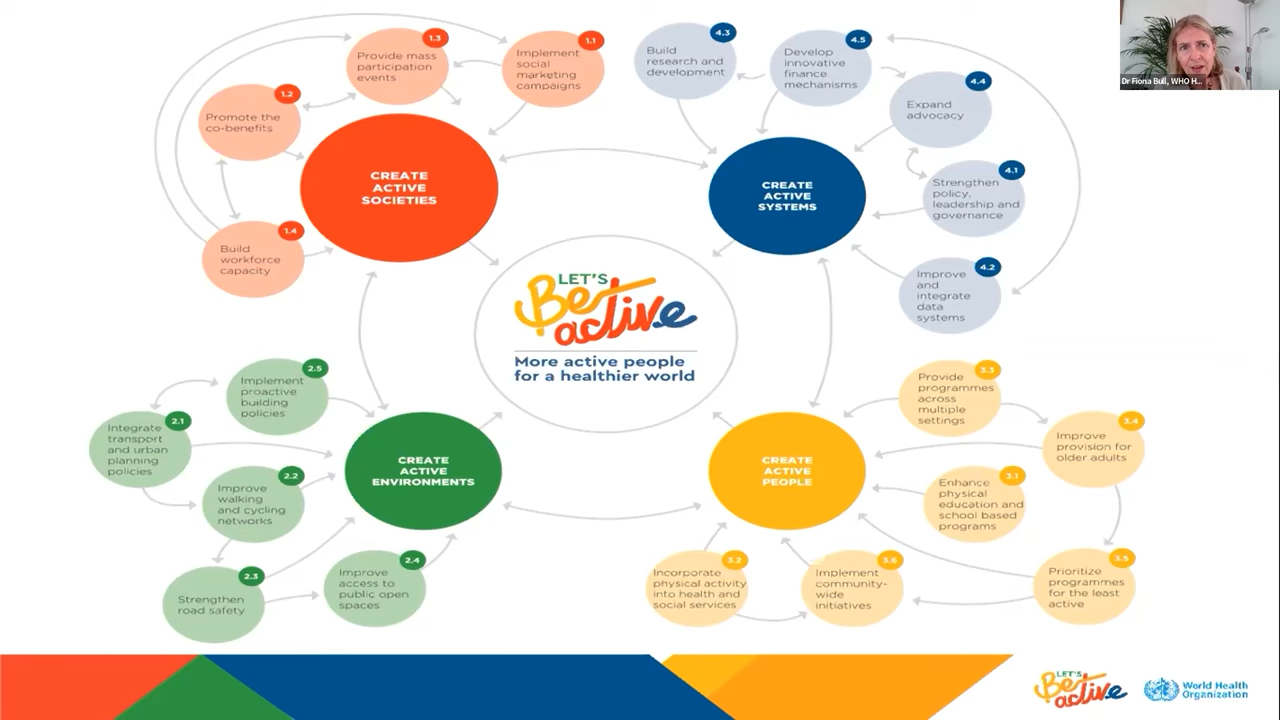 1.3
Provide mass
participation
events
1.1
Implement
social
marketing
campaigns
1.2
Promote the
co-benefits
CREATE
ACTIVE
SOCIETIES
1.4
Build
workforce
capacity
4.3
Build
research and
development
4.5
Develop
innovative
finance
mechanisms
4.4
Expand
advocacy
CREATE
ACTIVE
SYSTEMS
4.1
Strengthen
policy,
leadership and
governance
4.2
Improve
and
integrate
data
systems
LET'S
Be
active
More active people
for a healthier world
2.5
Implement
proactive
building
policies
2.1
Integrate
transport
and urban
planning
policies
2.2
Improve
walking
and cycling
networks
CREATE
ACTIVE
ENVIRONMENTS
2.3
Strengthen
road safety
2.4
Improve
access to
public open
spaces
CREATE
ACTIVE
PEOPLE
3.3
Provide
programmes
across
multiple
settings
3.4
Improve
provision for
older adults
3.1
Enhance
physical
education and
school based
programs
3.2
Incorporate
physical activity
into health and
social services
3.6
Implement
community-
wide
initiatives
3.5
Prioritize
programmes
for the least
active
Dr Fiona Bull, WHO H...
LET'S
Be
active
World Health
Organization